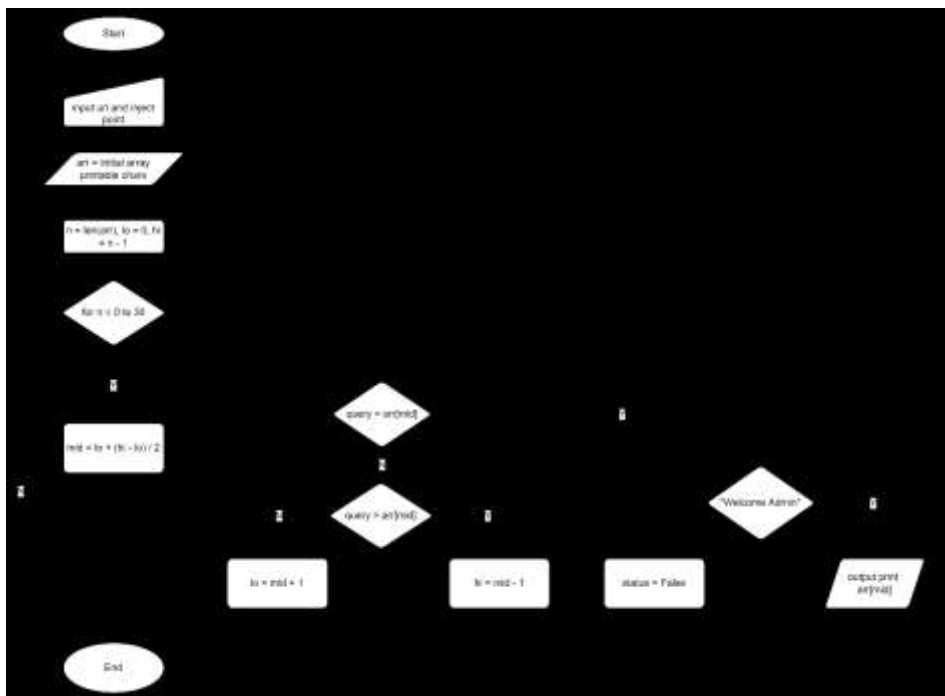 Start
input url and inject
point
arr = initial array
printable chars
n = len(arr), lo = 0, hi
= n - 1
for n < 0 to 30
Y
query = arr[mid]
Y
mid = lo + (hi - lo) / 2
N
N
"Welcome Admin"
N
query > arr[mid]
Y
Y
lo = mid + 1
hi = mid - 1
status = False
output print
arr[mid]
End